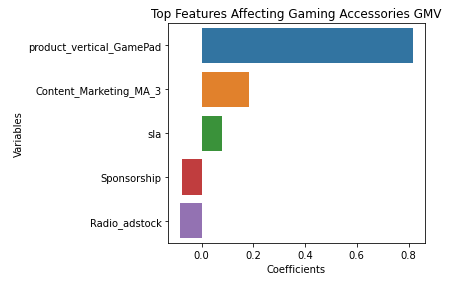 Top Features Affecting Gaming Accessories GMV
product_vertical_GamePad
Content_Marketing_MA_3
sla
Sponsorship
Radio_adstock
Variables
0.0 0.2 0.4 0.6 0.8
Coefficients